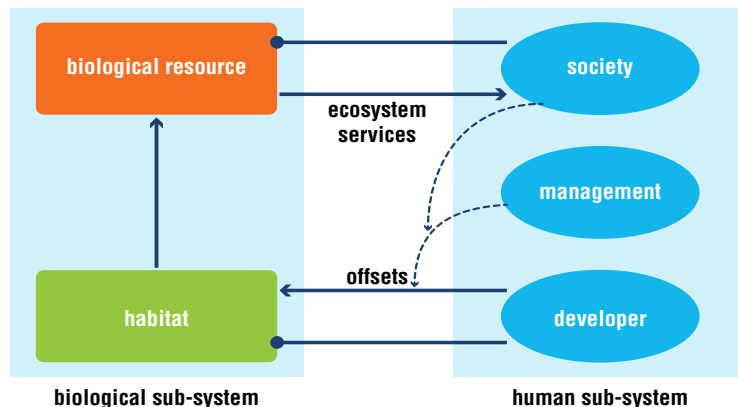 biological resource
society
ecosystem
services
management
offsets
habitat
developer
biological sub-system
human sub-system